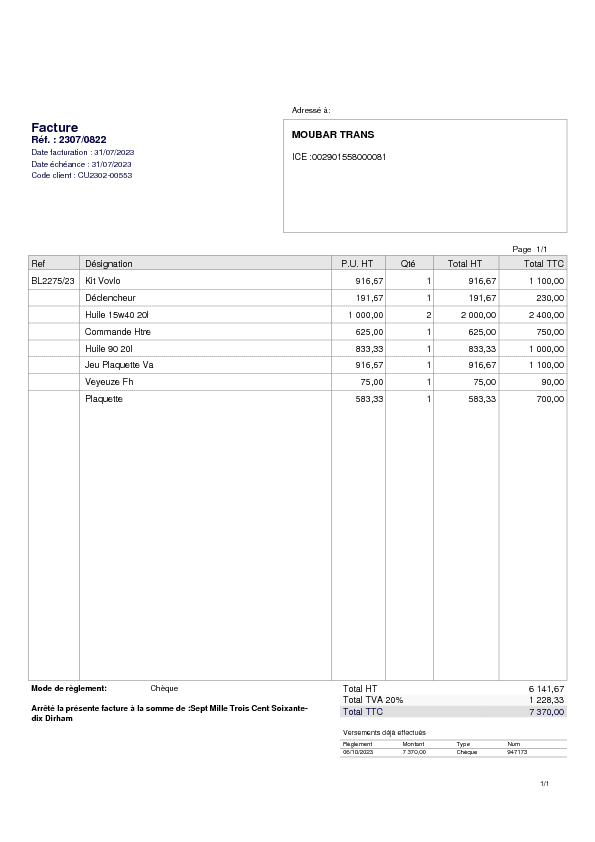 Adressé à:
Facture
Réf. : 2307/0822
Date facturation : 31/07/2023
Date échéance : 31/07/2023
Code client : CU2302-00553
MOUBAR TRANS
ICE :002901558000081
Page 1/1
Ref Désignation P.U. HT Qté Total HT Total TTC
BL2275/23 Kit Vovlo 916,67 1 916,67 1 100,00
Déclencheur 191,67 1 191,67 230,00
Huile 15w40 20l 1 000,00 2 2 000,00 2 400,00
Commande Htre 625,00 1 625,00 750,00
Huile 90 20l 833,33 1 833,33 1 000,00
Jeu Plaquette Va 916,67 1 916,67 1 100,00
Veyeuze Fh 75,00 1 75,00 90,00
Plaquette 583,33 1 583,33 700,00
Mode de règlement: Chèque
Arrêté la présente facture à la somme de :Sept Mille Trois Cent Soixante-
dix Dirham
Total HT 6 141,67
Total TVA 20% 1 228,33
Total TTC 7 370,00
Versements déjà effectués
Règlement Montant Type Num
06/10/2023 7 370,00 Chèque 947173
1/1